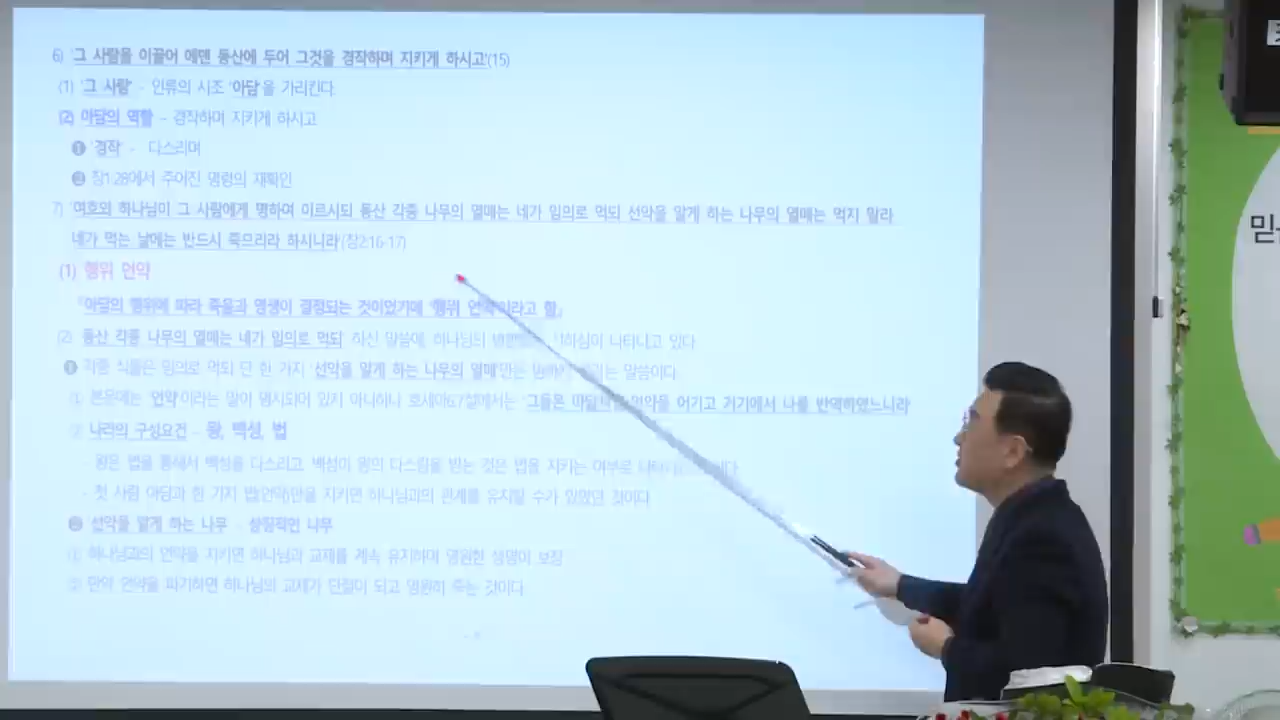 6) '그 사람을 이끌어 에덴 동산에 두어 그것을 경작하며 지키게 하시고'(15)
(1) '그 사람' - 인류의 시조 '아담'을 가리킨다.
(2) 아담의 역할 - 경작하며 지키게 하시고
❶ '경작' - 다스리며
❷ 창1:28에서 주어진 명령의 재확인
7) '여호와 하나님이 그 사람에게 명하여 이르시되 동산 각종 나무의 열매는 네가 임의로 먹되 선악을 알게 하는 나무의 열매는 먹지 말라
네가 먹는 날에는 반드시 죽으리라 하시니라'(창2:16-17)
(1) 행위 언약
『아담의 행위에 따라 죽음과 영생이 결정되는 것이었기에 '행위 언약'이라고 함』
(2) '동산 각종 나무의 열매는 네가 임의로 먹되' 하신 말씀에 하나님의 나타나고 있다.
❶ 각종 식물은 임의로 먹되 단 한 가지 '선악을 알게 하는 나무의 열매'만은 말씀이다.
① 본문에는 '언약'이라는 말이 명시되어 있지 아니하나 호세아6:7절에서는 '그들은 아담처럼 언약을 어기고 거기에서 나를 반역하였느니라'
② 나라의 구성요건 - 왕, 백성, 법
- 왕은 법을 통해서 백성을 다스리고, 백성이 왕의 다스림을 받는 것은 법을 지키는 여부로
- 첫 사람 아담과 한 가지 법(언약)만을 지키면 하나님과의 관계를 유지할 수가 있었던 것이다.
❷ '선악을 알게 하는 나무' - 상징적인 나무
① 하나님과의 언약을 지키면 하나님과 교제를 계속 유지하며 영원한 생명이 보장
② 만약 언약을 파기하면 하나님의 교제가 단절이 되고 영원히 죽는 것이다.
믿